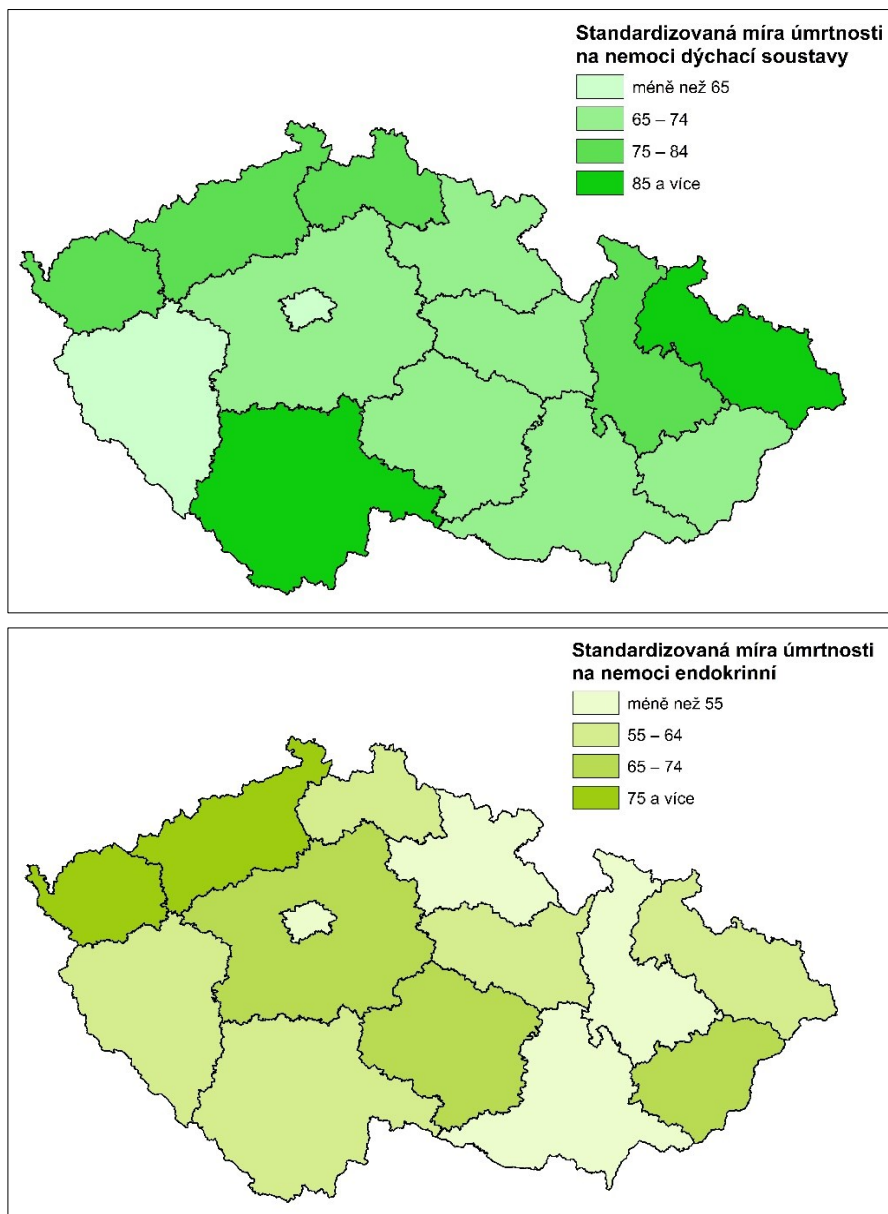 Standardizovaná míra úmrtnosti
na nemoci dýchací soustavy
méně než 65
65 – 74
75 – 84
85 a více
Standardizovaná míra úmrtnosti
na nemoci endokrinní
méně než 55
55 – 64
65 – 74
75 a více